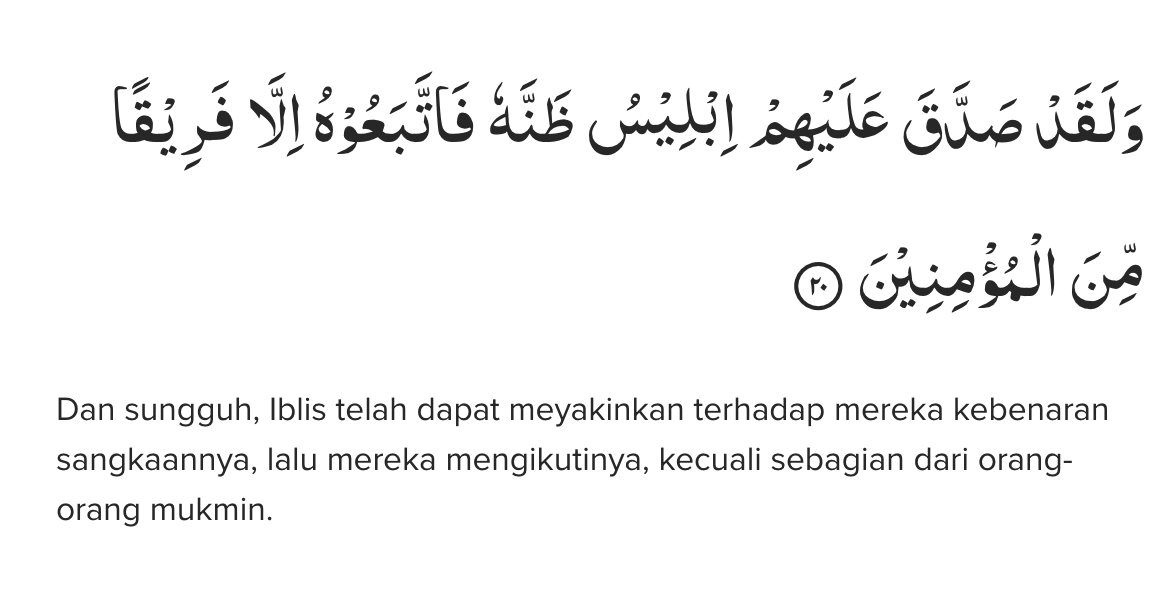 وَلَقَدْ صَدَّقَ عَلَيْهِمْ اِبْلِيْسُ ظَنَّهٗ فَاتَّبَعُوْهُ اِلَّا فَرِيْقًا
مِّنَ الْمُؤْمِنِيْنَ ٢٠
Dan sungguh, Iblis telah dapat meyakinkan terhadap mereka kebenaran
sangkaannya, lalu mereka mengikutinya, kecuali sebagian dari orang-
orang mukmin.